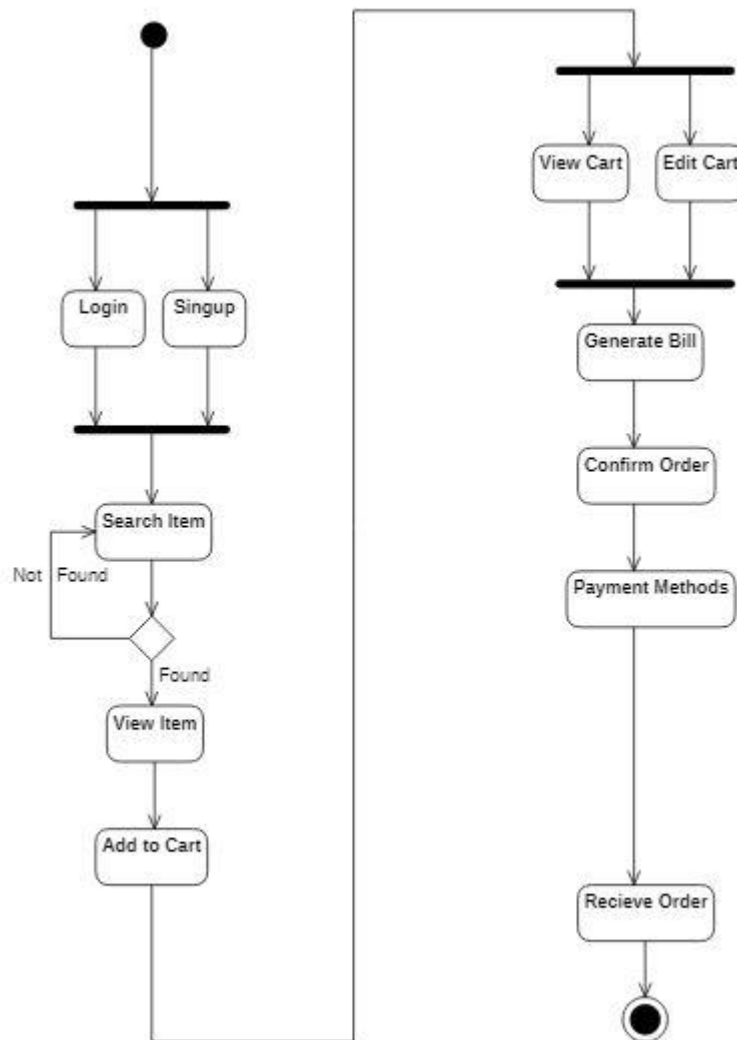 Login
Singup
Search Item
Not Found
Found
View Item
Add to Cart
View Cart
Edit Cart
Generate Bill
Confirm Order
Payment Methods
Recieve Order